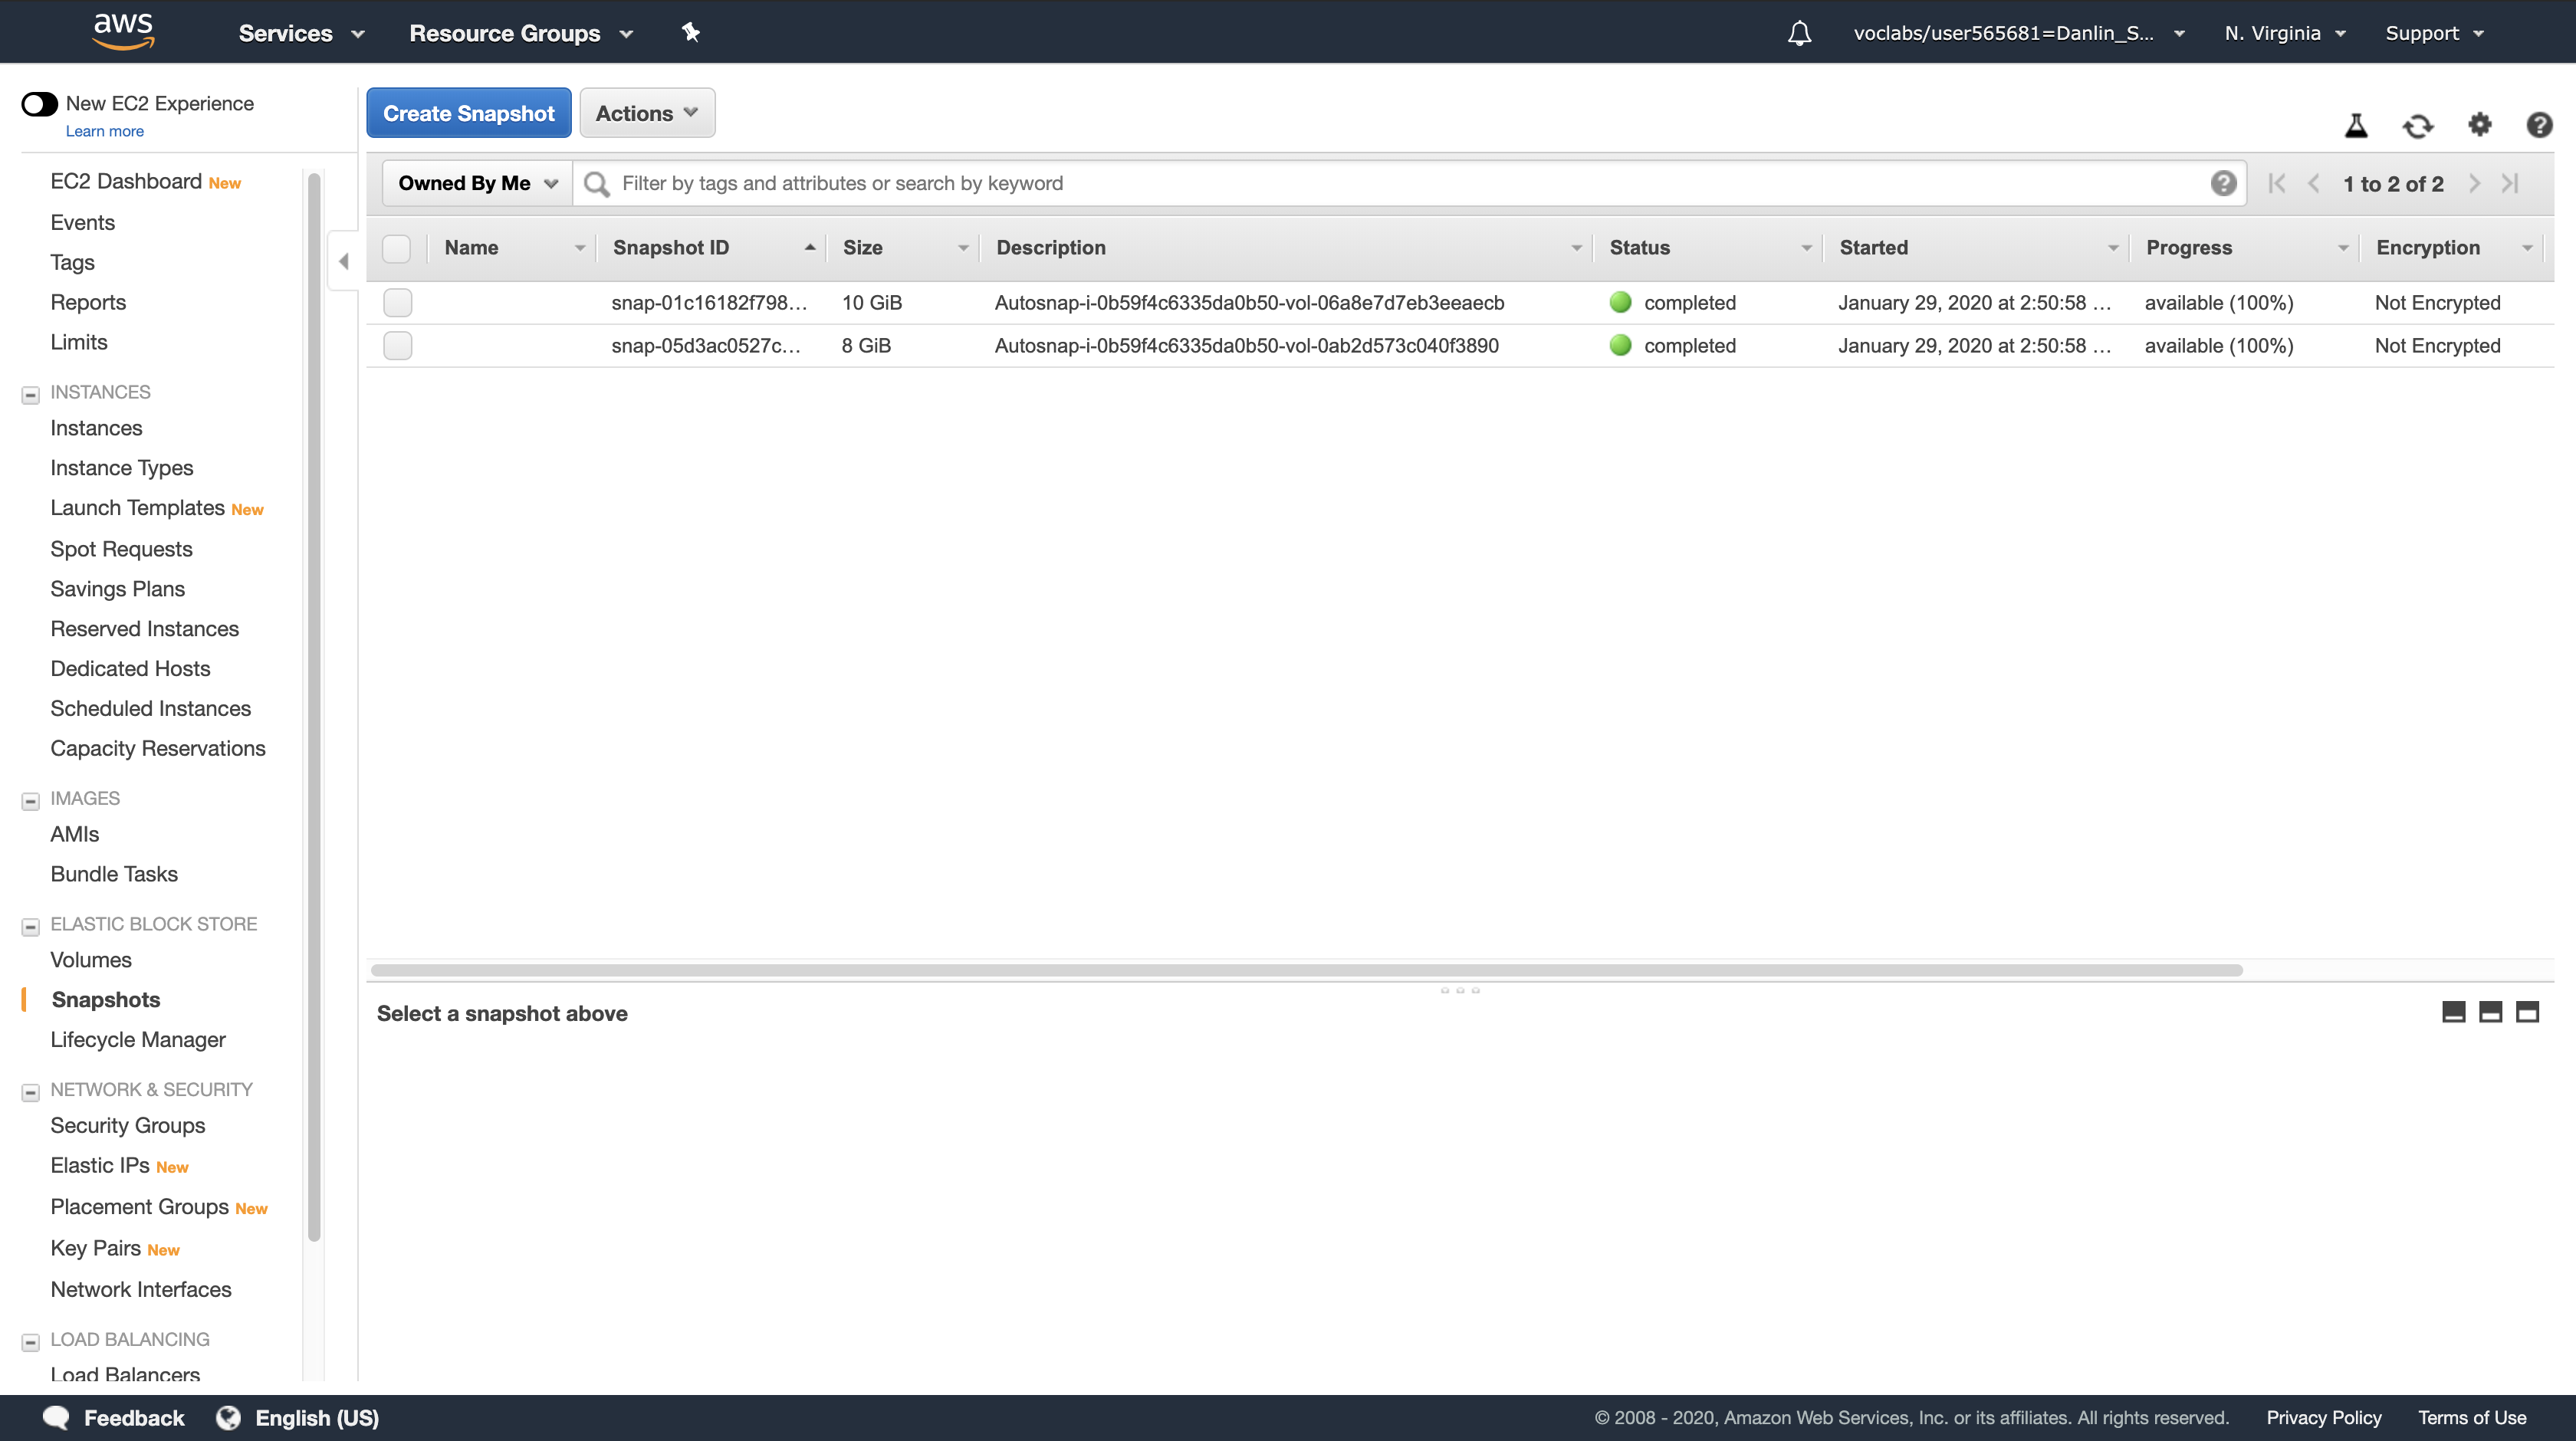 aws Services Resource Groups voclabs/user565681=Danlin_S... N. Virginia Support
New EC2 Experience
Learn more
EC2 Dashboard New
Events
Tags
Reports
Limits
INSTANCES
Instances
Instance Types
Launch Templates New
Spot Requests
Savings Plans
Reserved Instances
Dedicated Hosts
Scheduled Instances
Capacity Reservations
IMAGES
AMIs
Bundle Tasks
ELASTIC BLOCK STORE
Volumes
Snapshots
Lifecycle Manager
NETWORK & SECURITY
Security Groups
Elastic IPs New
Placement Groups New
Key Pairs New
Network Interfaces
LOAD BALANCING
Load Balancers
Create Snapshot Actions
Owned By Me Filter by tags and attributes or search by keyword 1 to 2 of 2
Name Snapshot ID Size Description Status Started Progress Encryption
snap-01c16182f798... 10 GiB Autosnap-i-0b59f4c6335da0b50-vol-06a8e7d7eb3eeaecb completed January 29, 2020 at 2:50:58 ... available (100%) Not Encrypted
snap-05d3ac0527c... 8 GiB Autosnap-i-0b59f4c6335da0b50-vol-0ab2d573c040f3890 completed January 29, 2020 at 2:50:58 ... available (100%) Not Encrypted
Select a snapshot above
Feedback English (US) © 2008 - 2020, Amazon Web Services, Inc. or its affiliates. All rights reserved. Privacy Policy Terms of Use